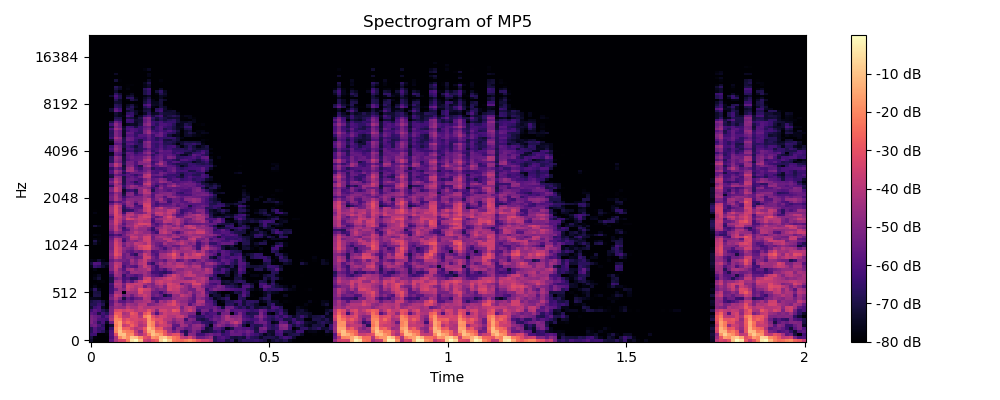 Spectrogram of MP5
Hz
16384
8192
4096
2048
1024
512
0
0
0.5
1
1.5
2
Time
-10 dB
-20 dB
-30 dB
-40 dB
-50 dB
-60 dB
-70 dB
-80 dB